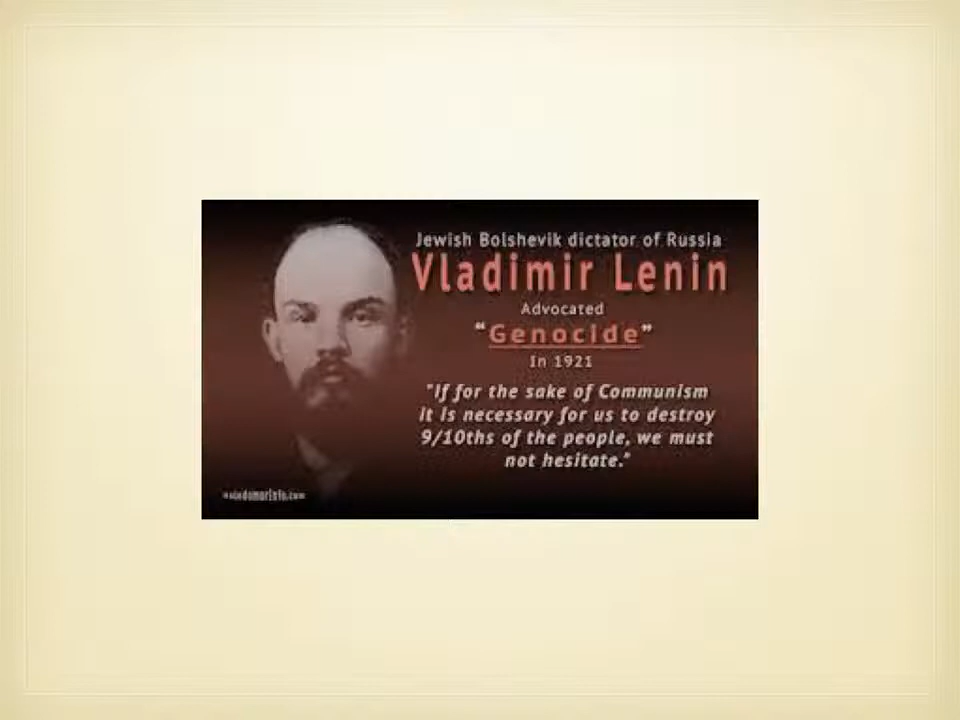 Jewish Bolshevik dictator of Russia
Vladimir Lenin
Advocated
"Genocide"
In 1921
"If for the sake of Communism
it is necessary for us to destroy
9/10ths of the people, we must
not hesitate."